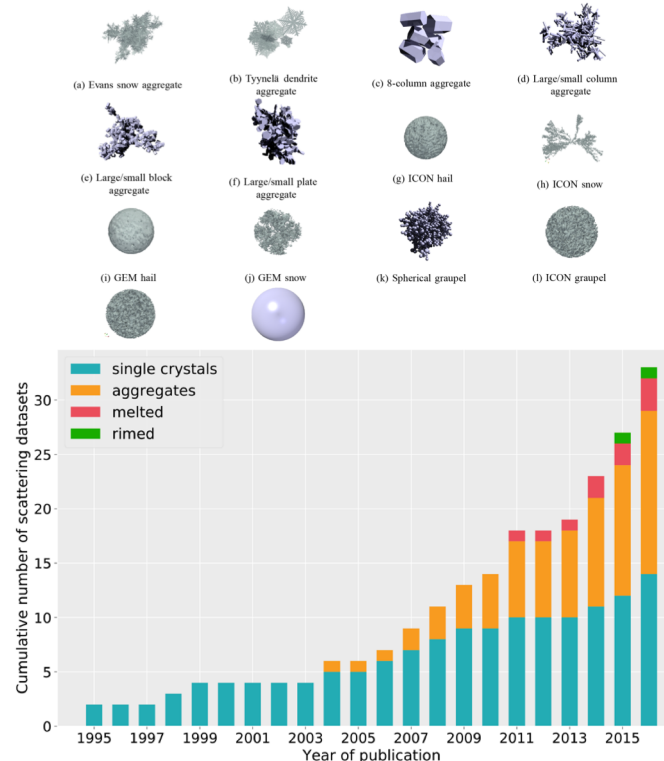 (a) Evans snow aggregate
(b) Tyynelä dendrite
aggregate
(c) 8-column aggregate
(d) Large/small column
aggregate
(e) Large/small block
aggregate
(f) Large/small plate
aggregate
(g) ICON hail
(h) ICON snow
(i) GEM hail
(j) GEM snow
(k) Spherical graupel
(l) ICON graupel
single crystals
aggregates
melted
rimed
Cumulative number of scattering datasets
30
25
20
15
10
5
0
1995 1997 1999 2001 2003 2005 2007 2009 2011 2013 2015
Year of publication